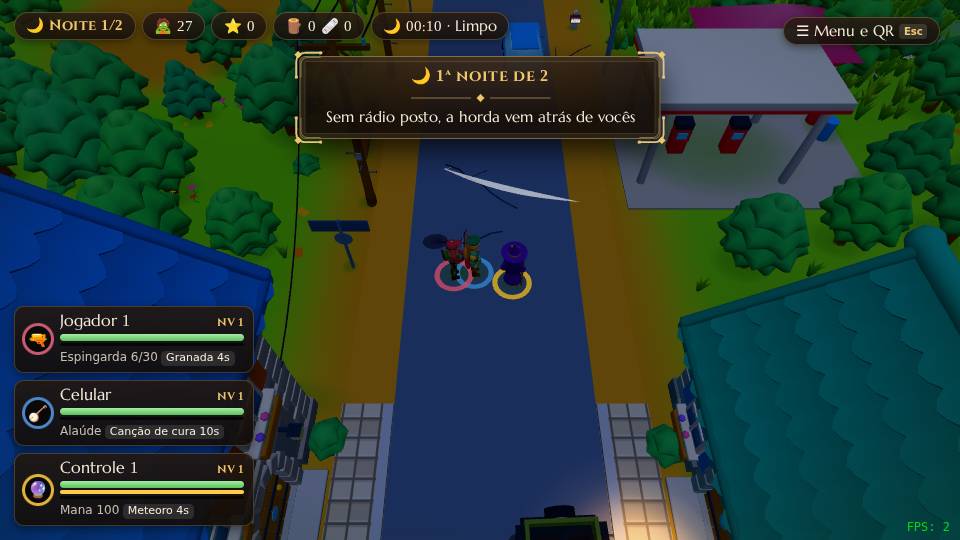 NOITE 1/2
27
0
0
0
00:10 · Limpo
Menu e QR Esc
1ª NOITE DE 2
Sem rádio posto, a horda vem atrás de vocês
Jogador 1 NV 1
Espingarda 6/30 Granada 4s
Celular NV 1
Alaúde Canção de cura 10s
Controle 1 NV 1
Mana 100 Meteoro 4s
FPS: 2